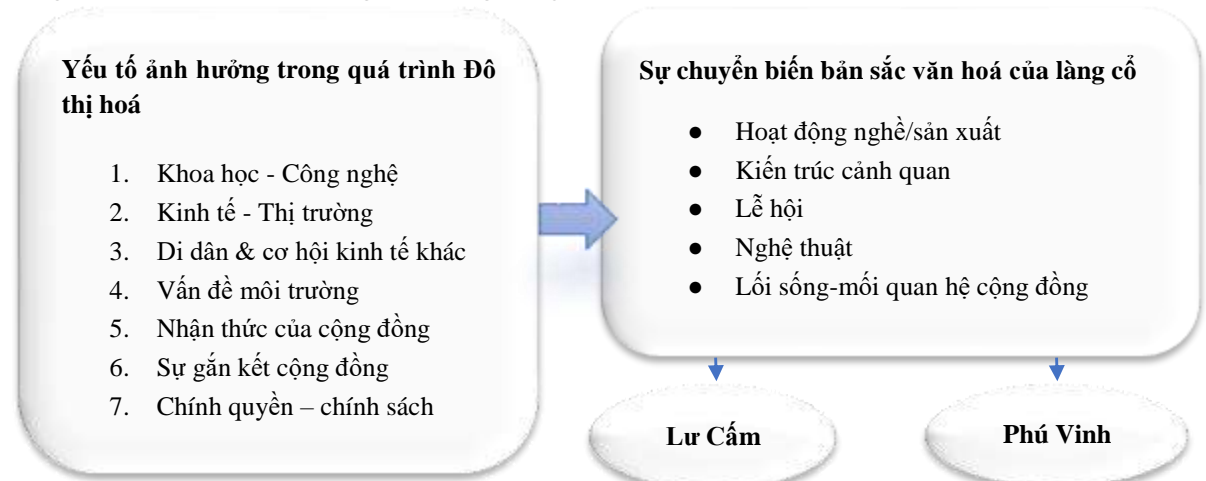 Yếu tố ảnh hưởng trong quá trình Đô
thị hoá
1. Khoa học - Công nghệ
2. Kinh tế - Thị trường
3. Di dân & cơ hội kinh tế khác
4. Vấn đề môi trường
5. Nhận thức của cộng đồng
6. Sự gắn kết cộng đồng
7. Chính quyền – chính sách
Sự chuyển biến bản sắc văn hoá của làng cổ
● Hoạt động nghề/sản xuất
● Kiến trúc cảnh quan
● Lễ hội
● Nghệ thuật
● Lối sống-mối quan hệ cộng đồng
Lư Cấm
Phú Vinh